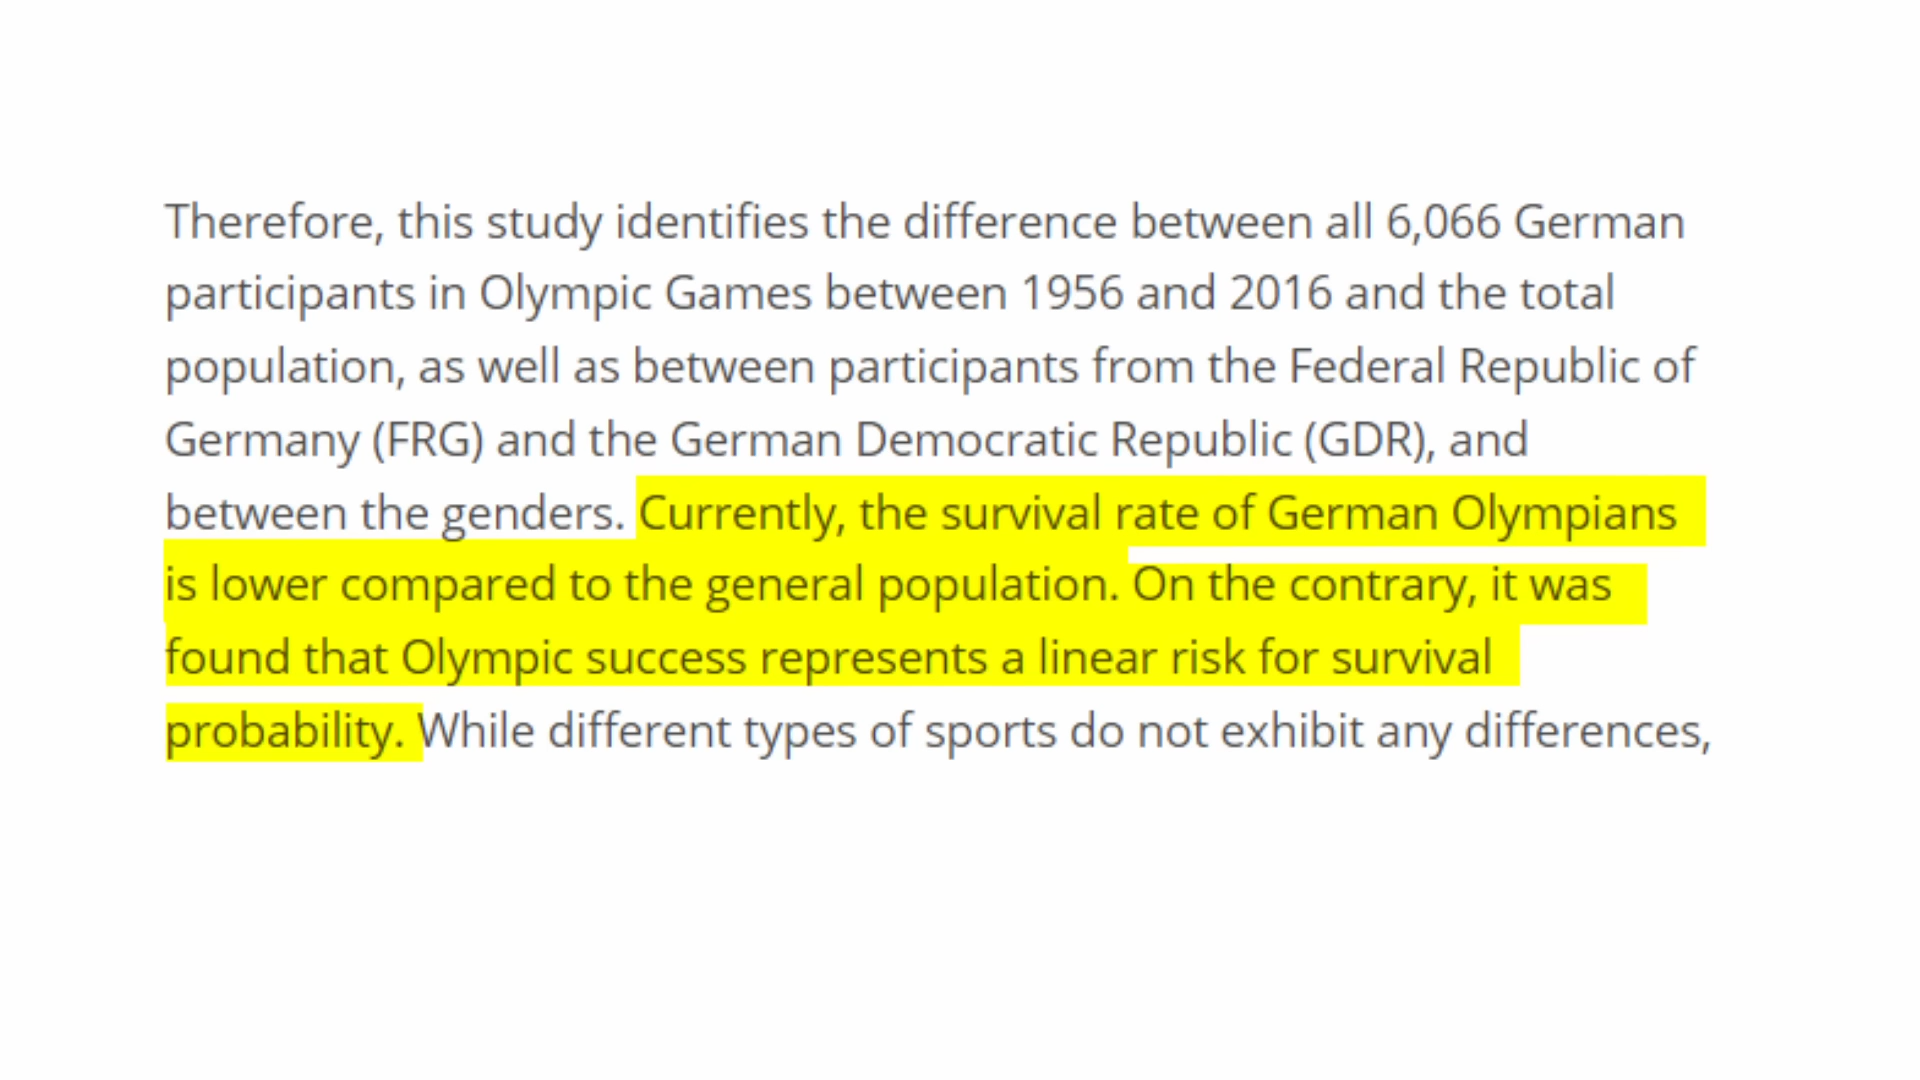 Therefore, this study identifies the difference between all 6,066 German
participants in Olympic Games between 1956 and 2016 and the total
population, as well as between participants from the Federal Republic of
Germany (FRG) and the German Democratic Republic (GDR), and
between the genders. Currently, the survival rate of German Olympians
is lower compared to the general population. On the contrary, it was
found that Olympic success represents a linear risk for survival
probability. While different types of sports do not exhibit any differences,